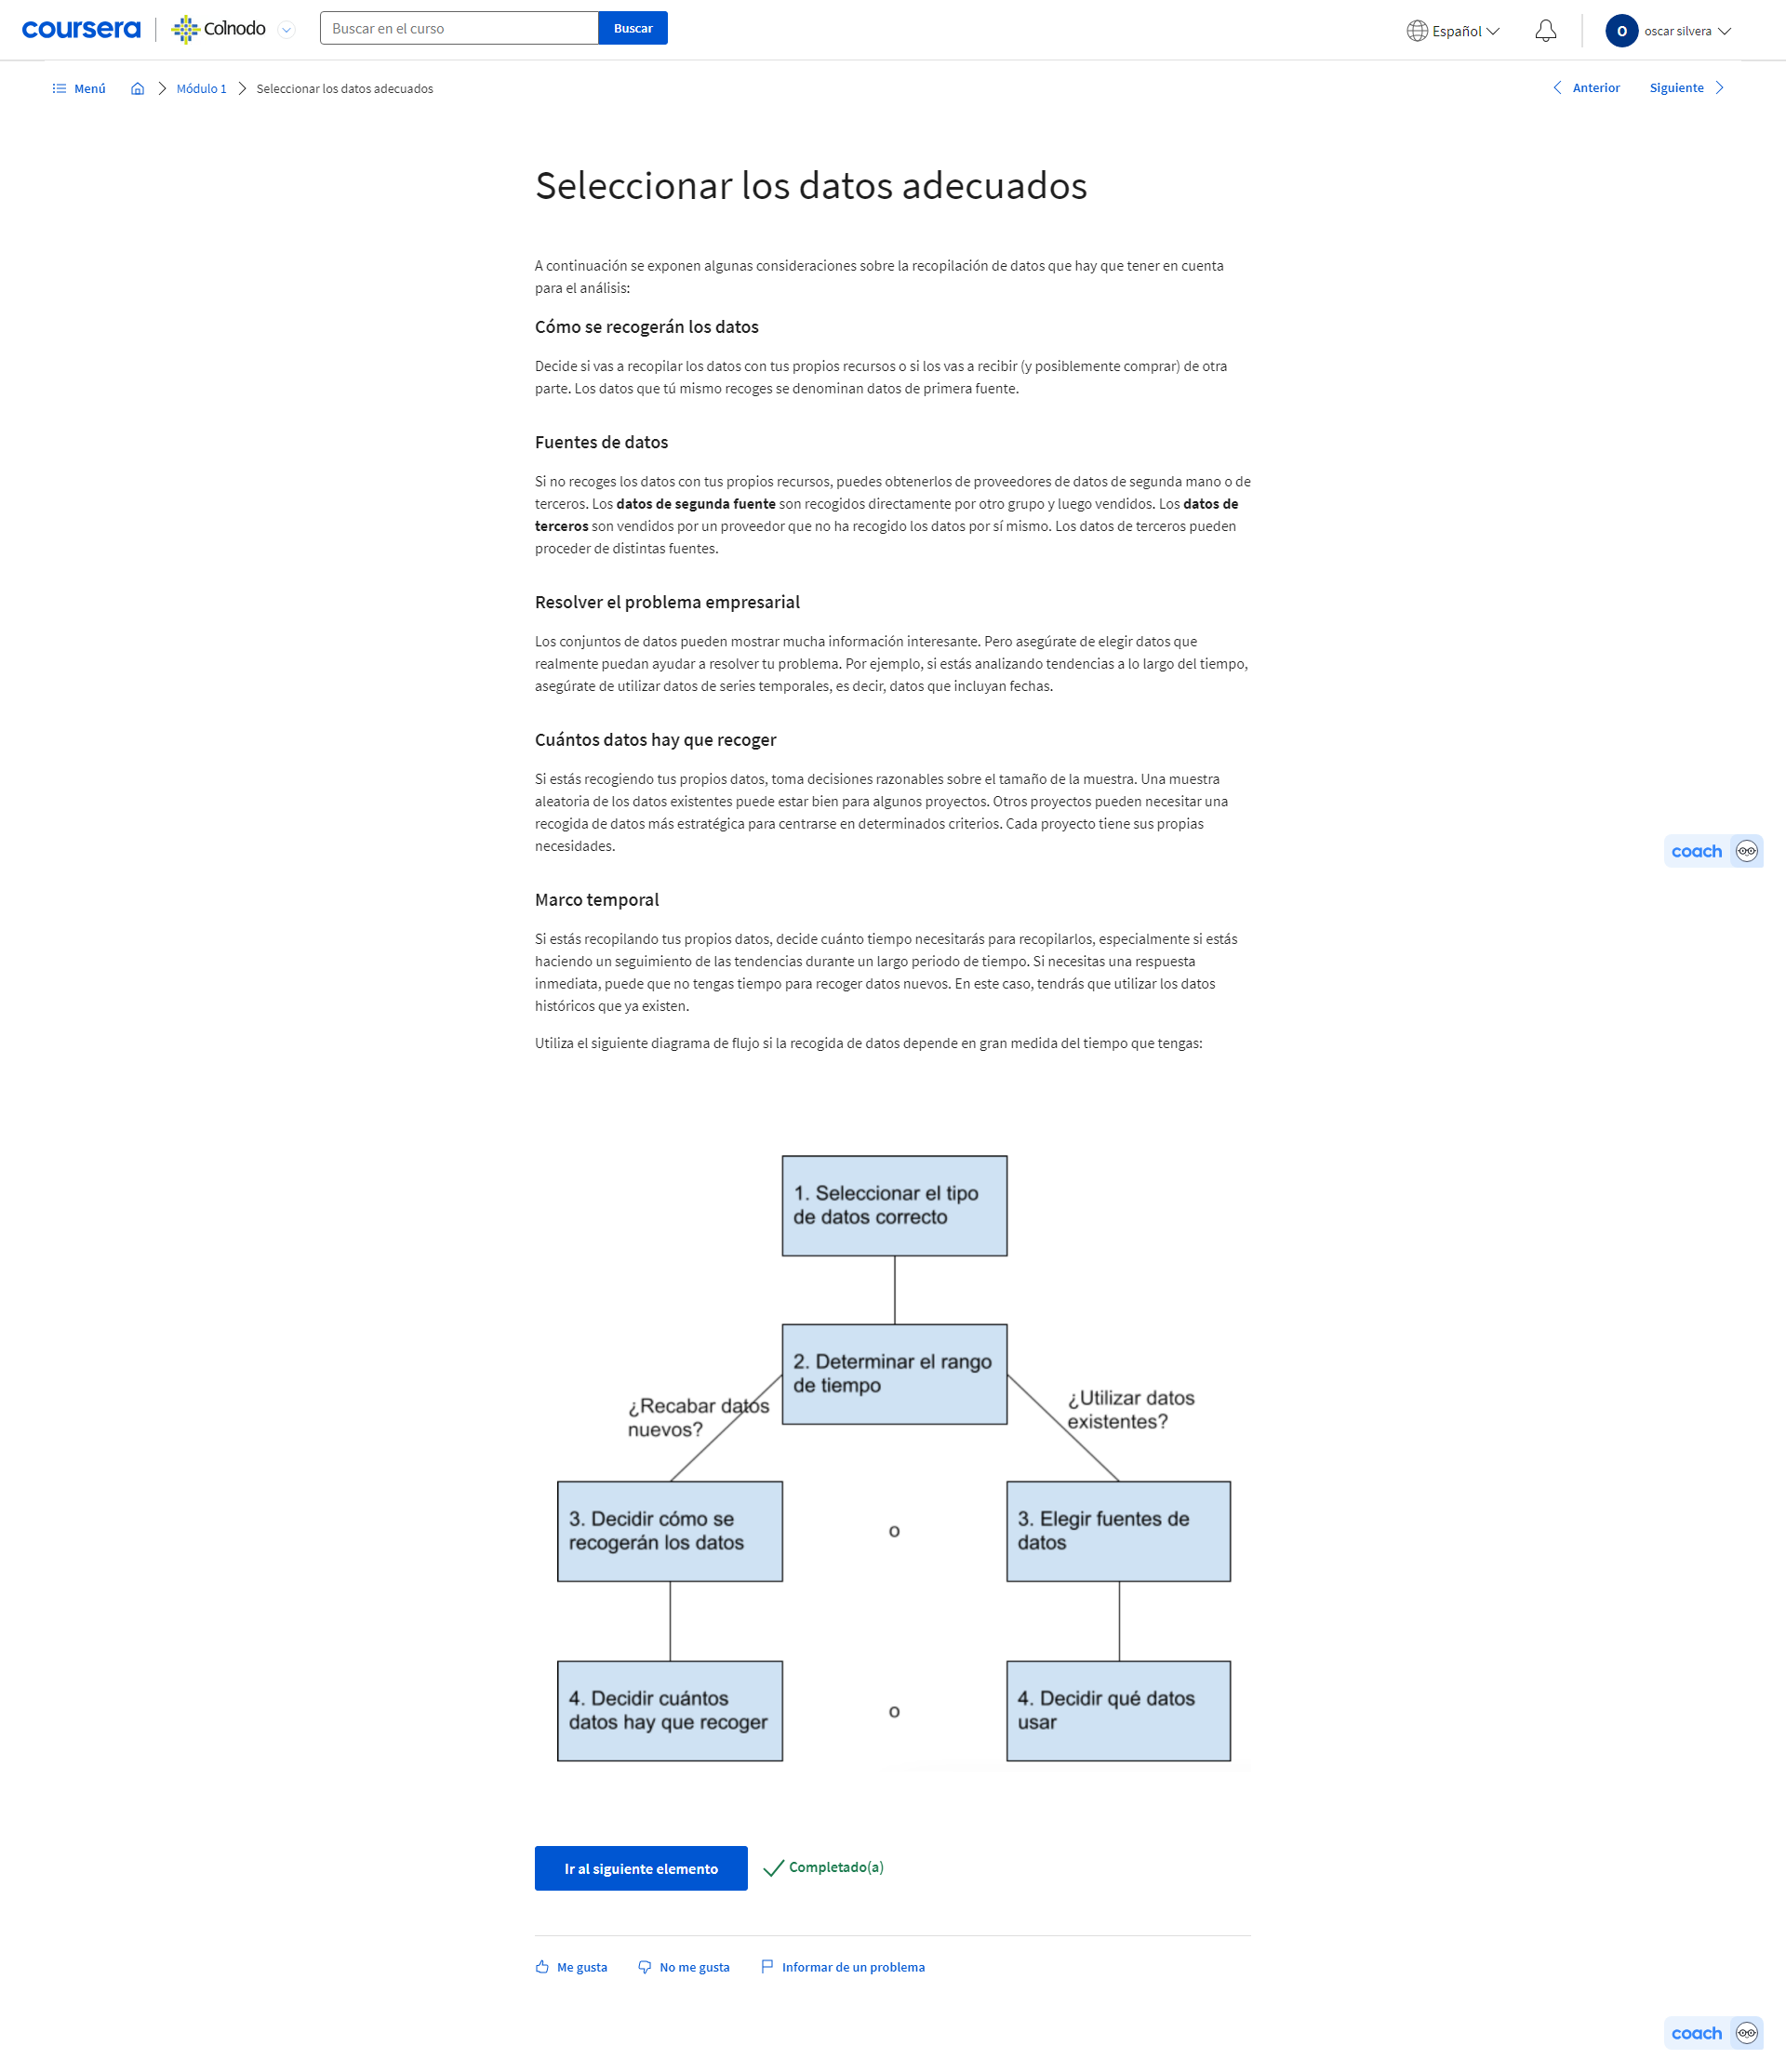 coursera
Colnodo
Buscar en el curso
Buscar
Español
O
oscar silvera
Menú
Módulo 1
Seleccionar los datos adecuados
Anterior
Siguiente
Seleccionar los datos adecuados
A continuación se exponen algunas consideraciones sobre la recopilación de datos que hay que tener en cuenta
para el análisis:
Cómo se recogerán los datos
Decide si vas a recopilar los datos con tus propios recursos o si los vas a recibir (y posiblemente comprar) de otra
parte. Los datos que tú mismo recoges se denominan datos de primera fuente.
Fuentes de datos
Si no recoges los datos con tus propios recursos, puedes obtenerlos de proveedores de datos de segunda mano o de
terceros. Los datos de segunda fuente son recogidos directamente por otro grupo y luego vendidos. Los datos de
terceros son vendidos por un proveedor que no ha recogido los datos por sí mismo. Los datos de terceros pueden
proceder de distintas fuentes.
Resolver el problema empresarial
Los conjuntos de datos pueden mostrar mucha información interesante. Pero asegúrate de elegir datos que
realmente puedan ayudar a resolver tu problema. Por ejemplo, si estás analizando tendencias a lo largo del tiempo,
asegúrate de utilizar datos de series temporales, es decir, datos que incluyan fechas.
Cuántos datos hay que recoger
Si estás recogiendo tus propios datos, toma decisiones razonables sobre el tamaño de la muestra. Una muestra
aleatoria de los datos existentes puede estar bien para algunos proyectos. Otros proyectos pueden necesitar una
recogida de datos más estratégica para centrarse en determinados criterios. Cada proyecto tiene sus propias
necesidades.
coach
Marco temporal
Si estás recopilando tus propios datos, decide cuánto tiempo necesitarás para recopilarlos, especialmente si estás
haciendo un seguimiento de las tendencias durante un largo periodo de tiempo. Si necesitas una respuesta
inmediata, puede que no tengas tiempo para recoger datos nuevos. En este caso, tendrás que utilizar los datos
históricos que ya existen.
Utiliza el siguiente diagrama de flujo si la recogida de datos depende en gran medida del tiempo que tengas:
1. Seleccionar el tipo
de datos correcto
2. Determinar el rango
de tiempo
¿Recabar datos
nuevos?
¿Utilizar datos
existentes?
3. Decidir cómo se
recogerán los datos
o
3. Elegir fuentes de
datos
4. Decidir cuántos
datos hay que recoger
o
4. Decidir qué datos
usar
Ir al siguiente elemento
Completado(a)
Me gusta
No me gusta
Informar de un problema
coach